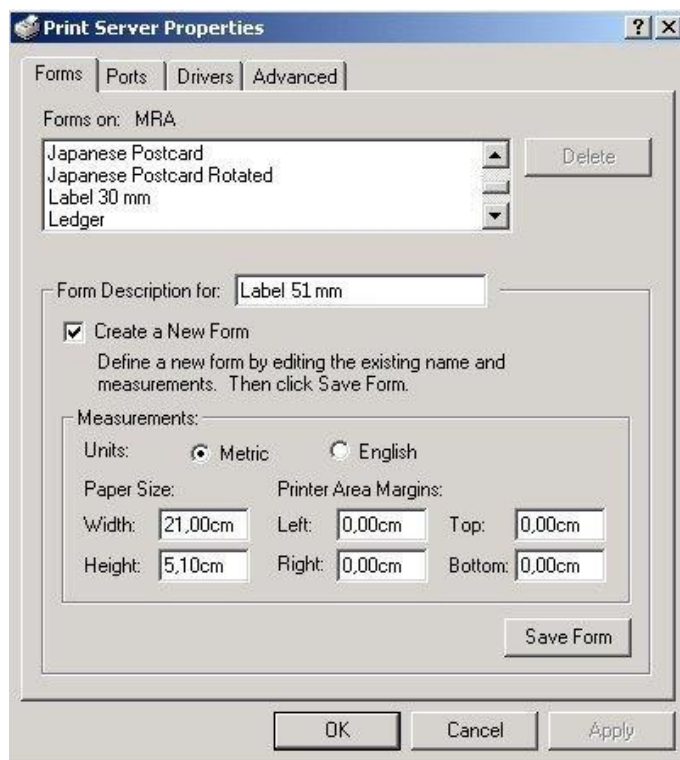 Print Server Properties
Forms Ports Drivers Advanced
Forms on: MRA
Japanese Postcard
Japanese Postcard Rotated
Label 30 mm
Ledger
Delete
Form Description for: Label 51 mm
Create a New Form
Define a new form by editing the existing name and
measurements. Then click Save Form.
Measurements:
Units: Metric English
Paper Size: Printer Area Margins:
Width: 21,00cm Left: 0,00cm Top: 0,00cm
Height: 5,10cm Right: 0,00cm Bottom: 0,00cm
Save Form
OK Cancel Apply